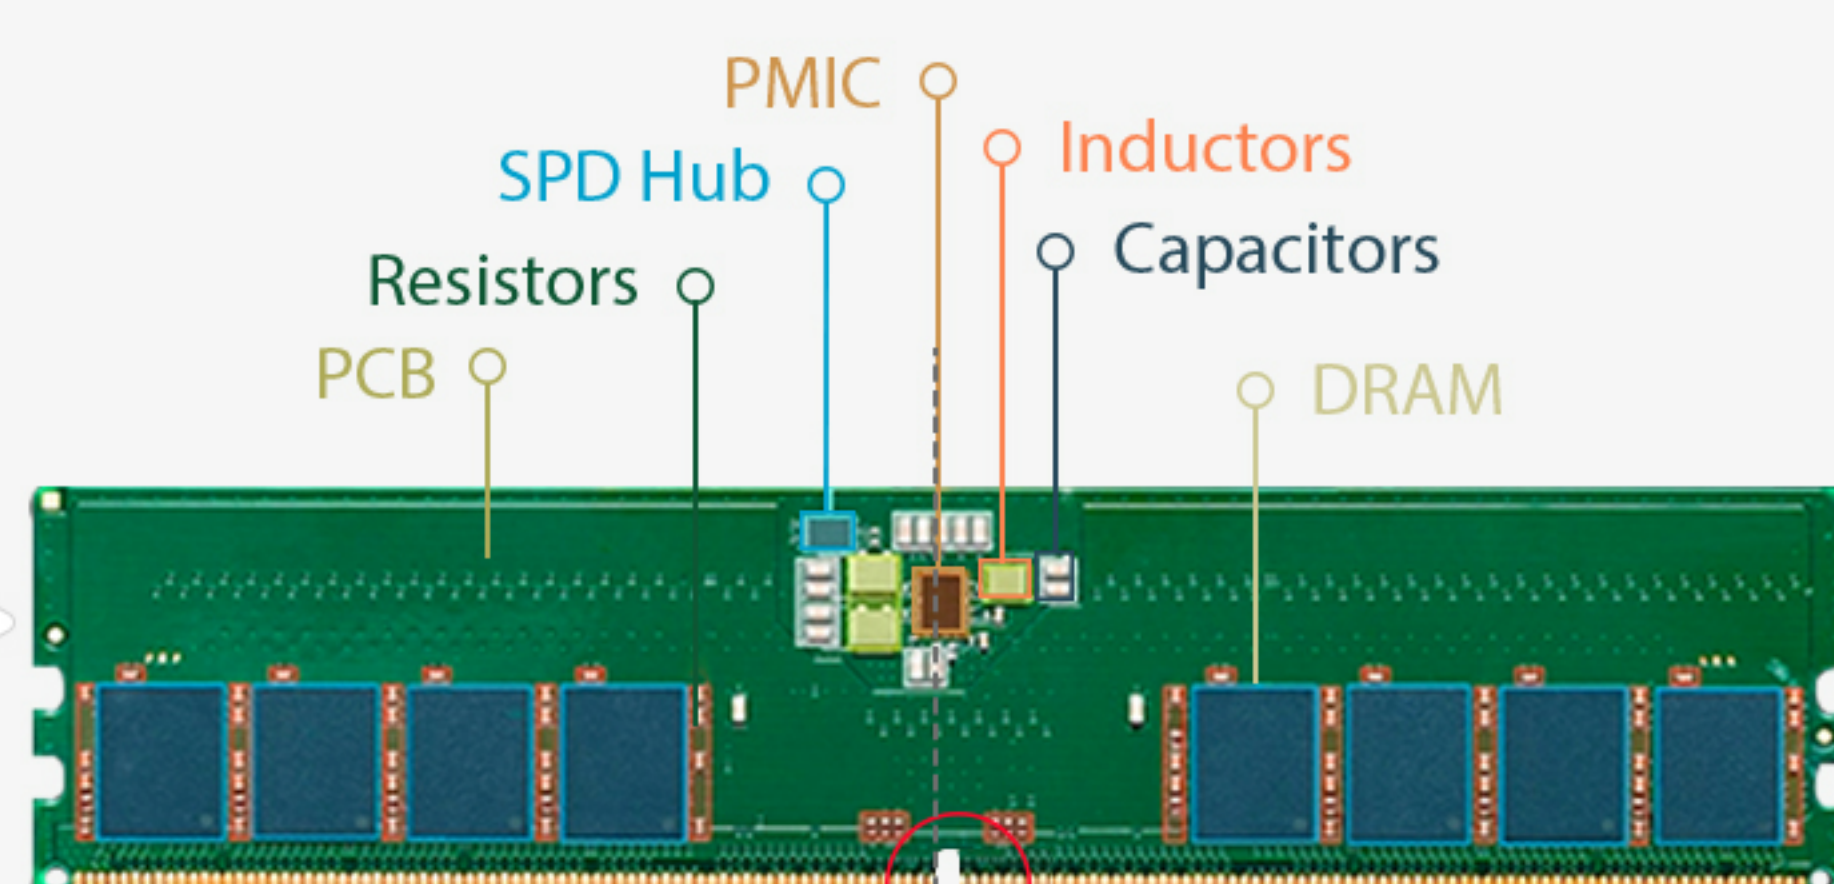 PMIC
Inductors
SPD Hub
Capacitors
Resistors
PCB
DRAM